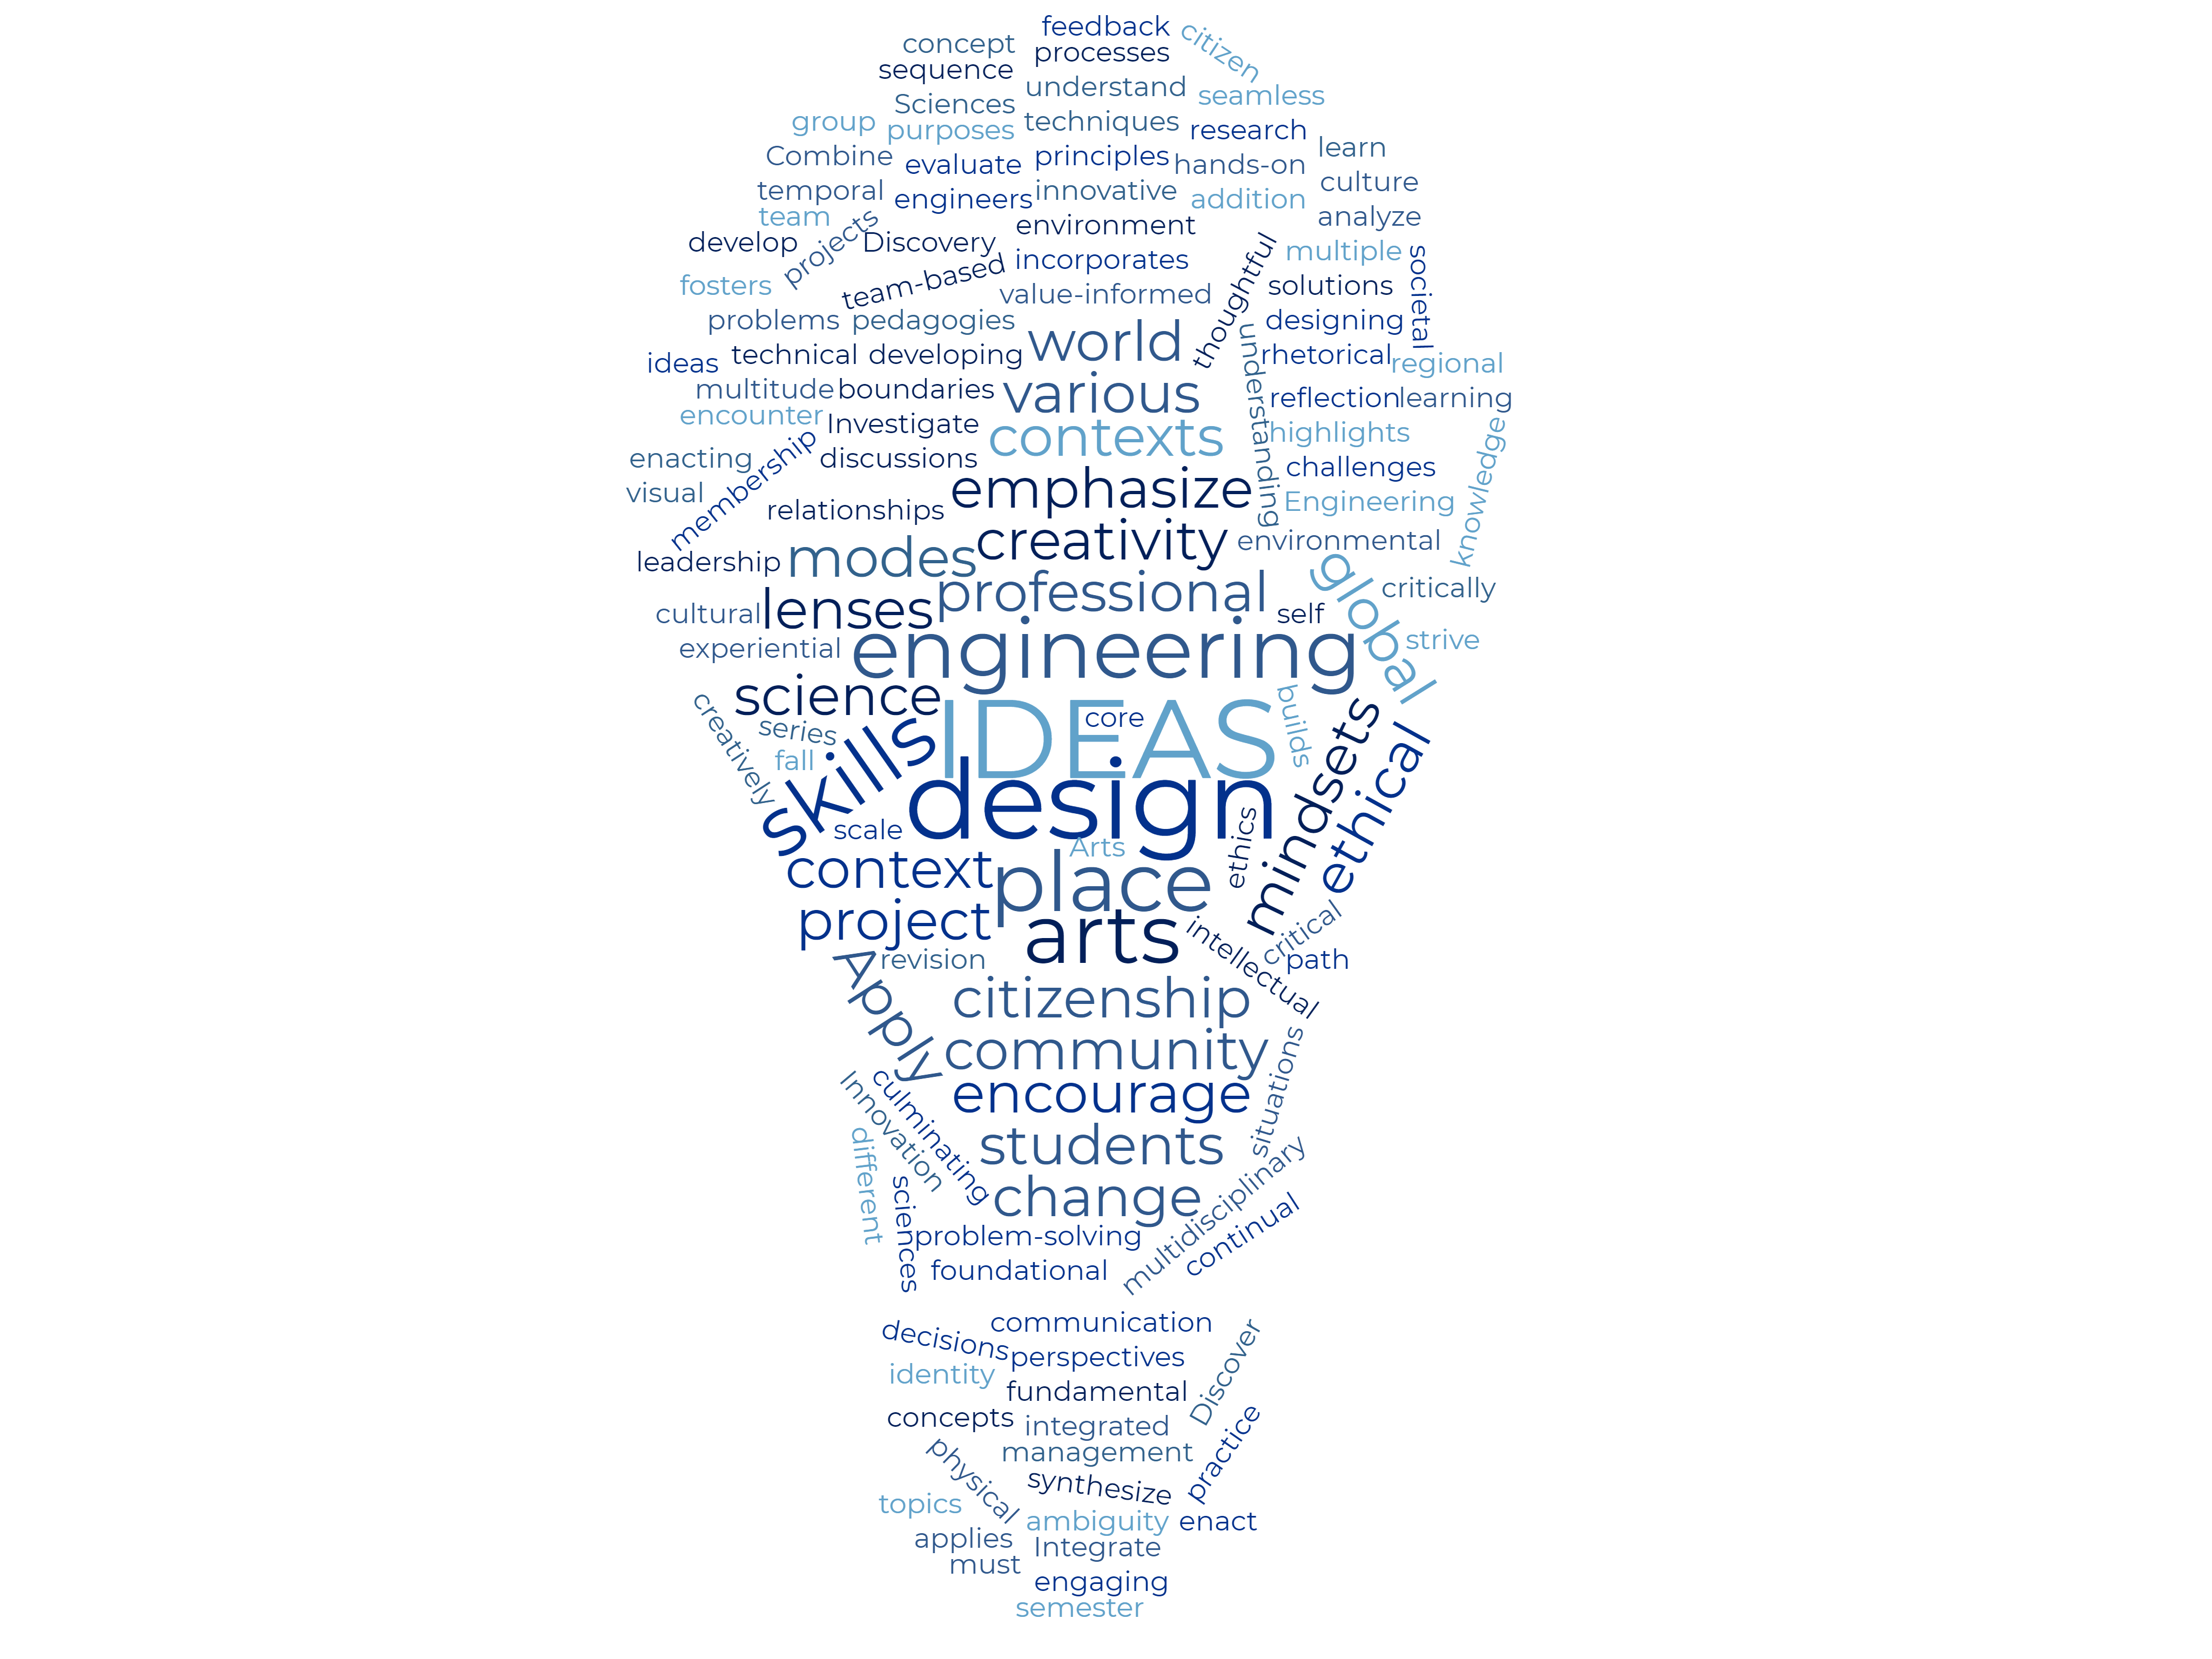 feedback
citizen
concept
processes
sequence
understand
seamless
Sciences
group
purposes
techniques
research
learn
Combine
evaluate
principles
hands-on
culture
temporal
engineers
innovative
addition
analyze
team
projects
environment
develop
Discovery
multiple
societal
team-based
incorporates
thoughtful
solutions
fosters
value-informed
problems
pedagogies
world
designing
ideas
technical
developing
understanding
rhetorical
regional
multitude
boundaries
various
reflection
learning
encounter
Investigate
contexts
highlights
knowledge
enacting
membership
discussions
challenges
visual
emphasize
Engineering
relationships
creativity
environmental
leadership
modes
professional
global
critically
cultural
lenses
self
strive
experiential
engineering
science
creatively
series
IDEAS
core
builds
fall
skills
mindsets
ethical
design
scale
Arts
ethics
context
place
project
arts
intellectual
critical
Apply
revision
path
citizenship
community
situations
Innovation
culminating
encourage
different
students
multidisciplinary
sciences
change
continual
problem-solving
foundational
communication
decisions
perspectives
Discover
identity
fundamental
concepts
integrated
practice
physical
management
synthesize
topics
ambiguity
enact
applies
Integrate
must
engaging
semester